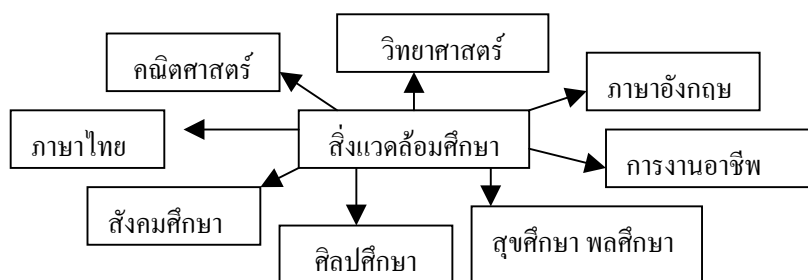 วิทยาศาสตร์
คณิตศาสตร์
ภาษาอังกฤษ
ภาษาไทย
สิ่งแวดล้อมศึกษา
การงานอาชีพ
สังคมศึกษา
ศิลปศึกษา
สุขศึกษา พลศึกษา